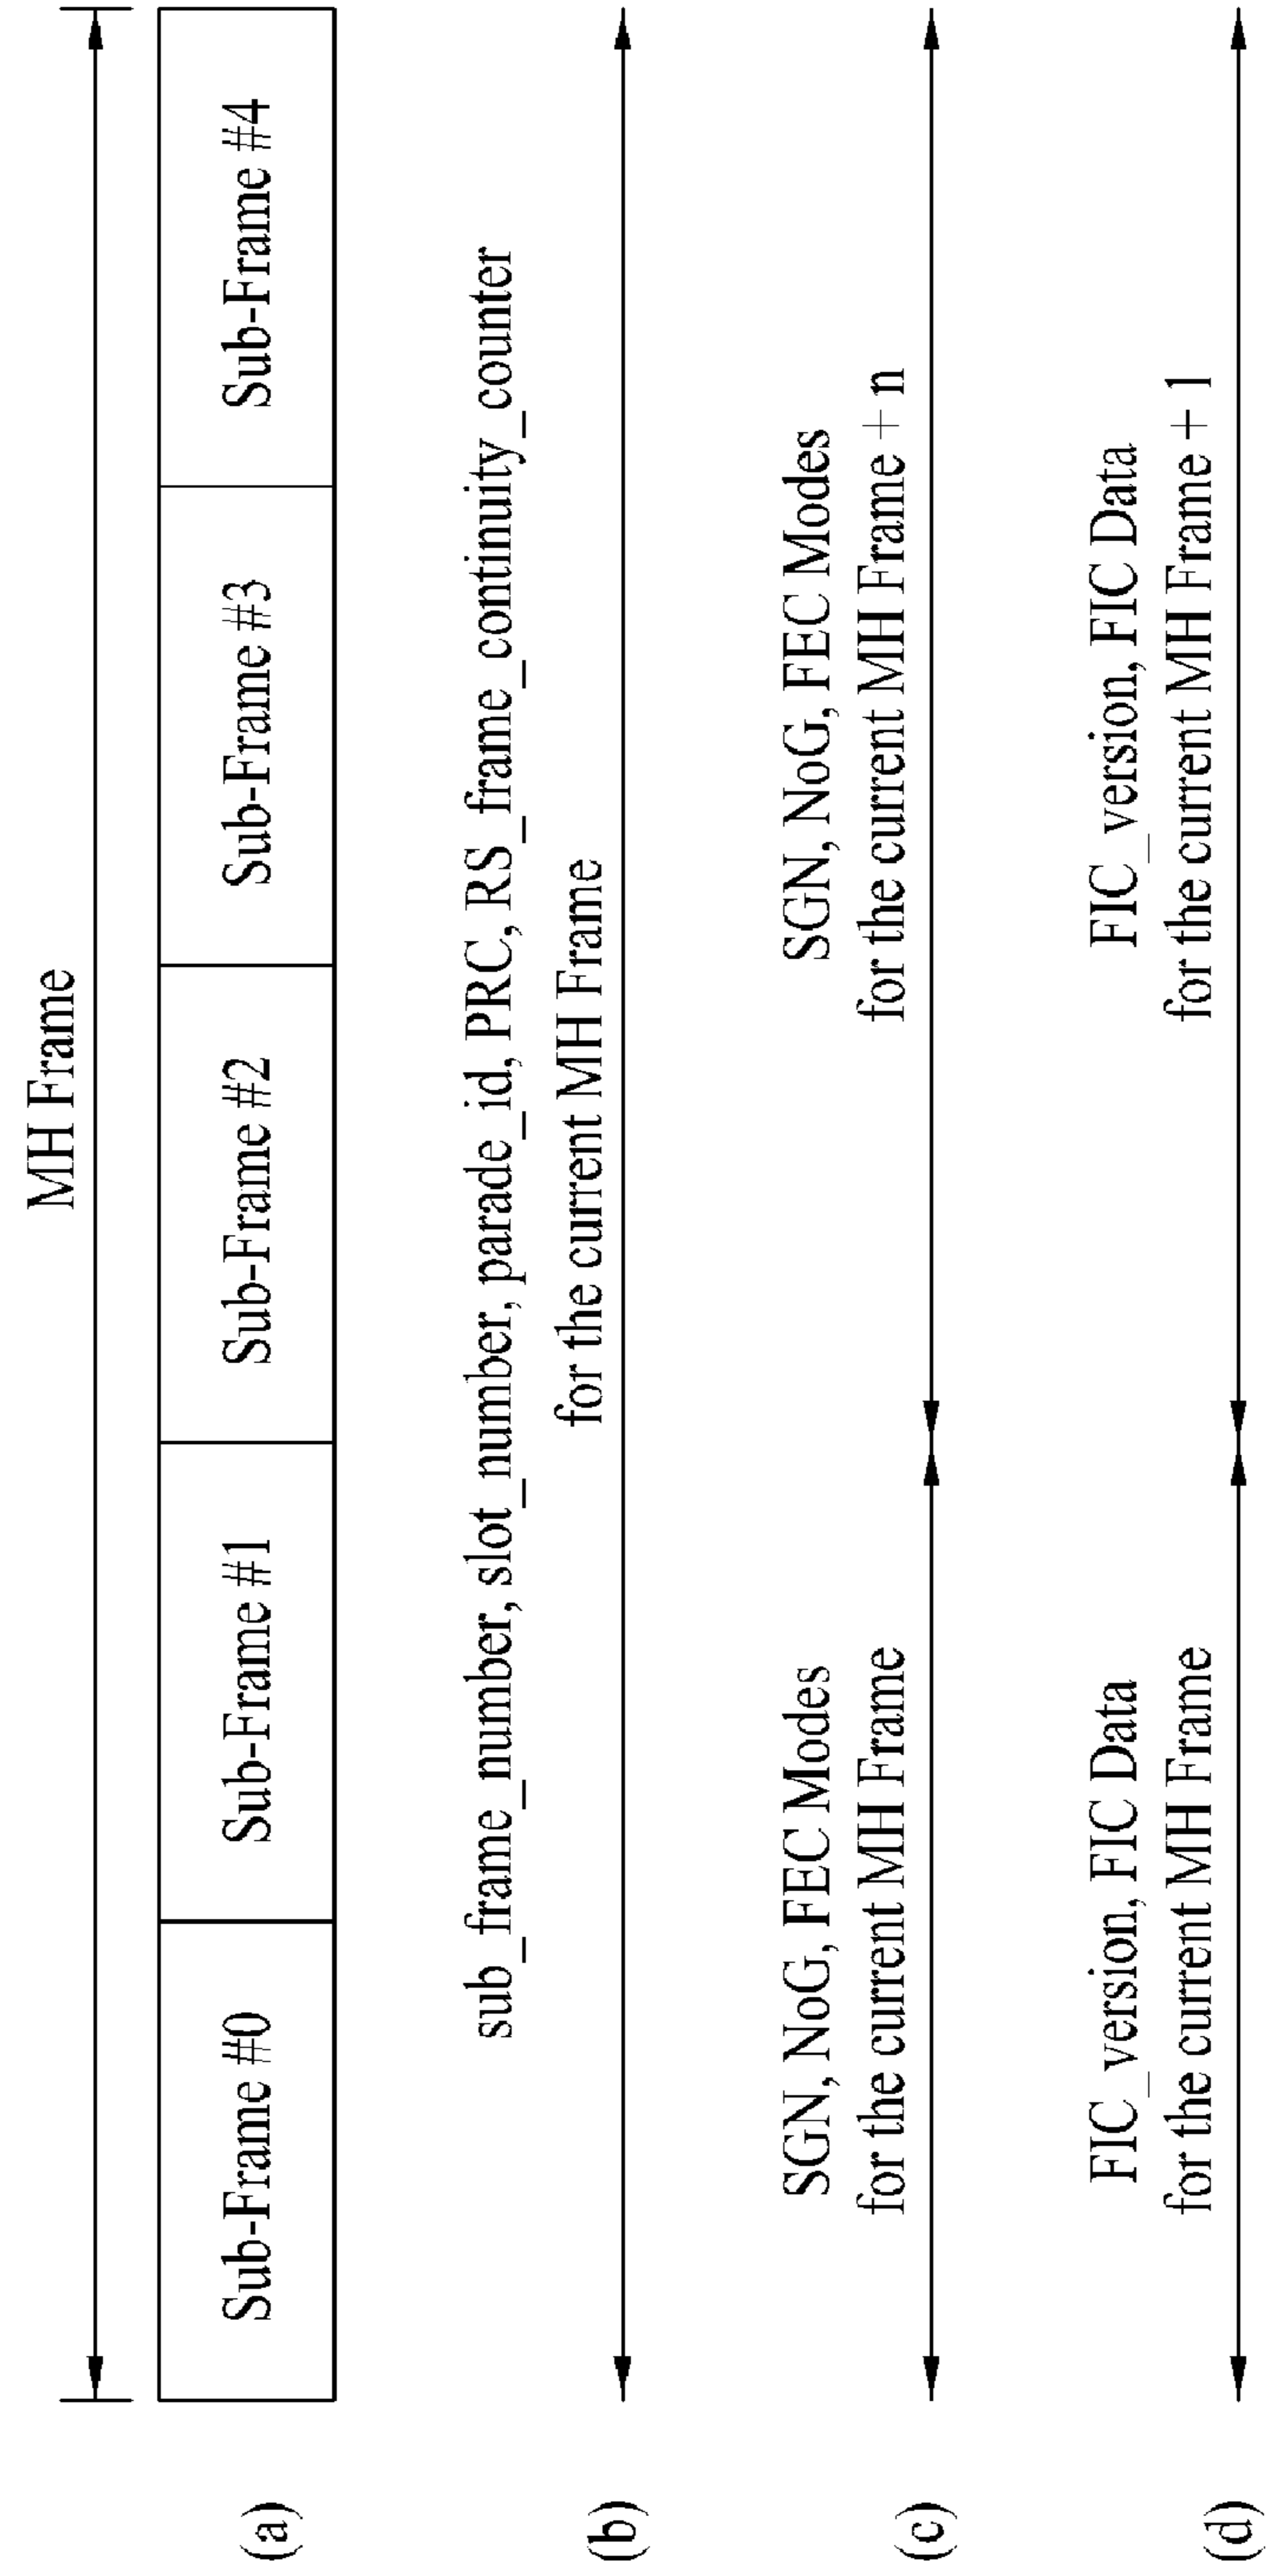 MH Frame
(a)
Sub-Frame #0
Sub-Frame #1
Sub-Frame #2
Sub-Frame #3
Sub-Frame #4
(b)
sub_frame_number, slot_number, parade_id, PRC, RS_frame_continuity_counter
for the current MH Frame
(c)
SGN, NoG, FEC Modes
for the current MH Frame
SGN, NoG, FEC Modes
for the current MH Frame + n
(d)
FIC_version, FIC Data
for the current MH Frame
FIC_version, FIC Data
for the current MH Frame + 1